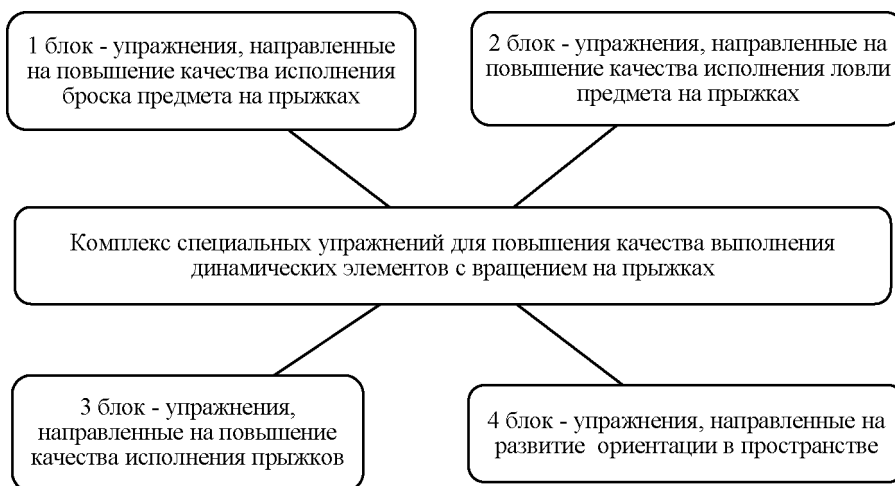 1 блок - упражнения, направленные
на повышение качества исполнения
броска предмета на прыжках
2 блок - упражнения, направленные на
повышение качества исполнения ловли
предмета на прыжках
Комплекс специальных упражнений для повышения качества выполнения
динамических элементов с вращением на прыжках
3 блок - упражнения,
направленные на повышение
качества исполнения прыжков
4 блок - упражнения, направленные на
развитие ориентации в пространстве